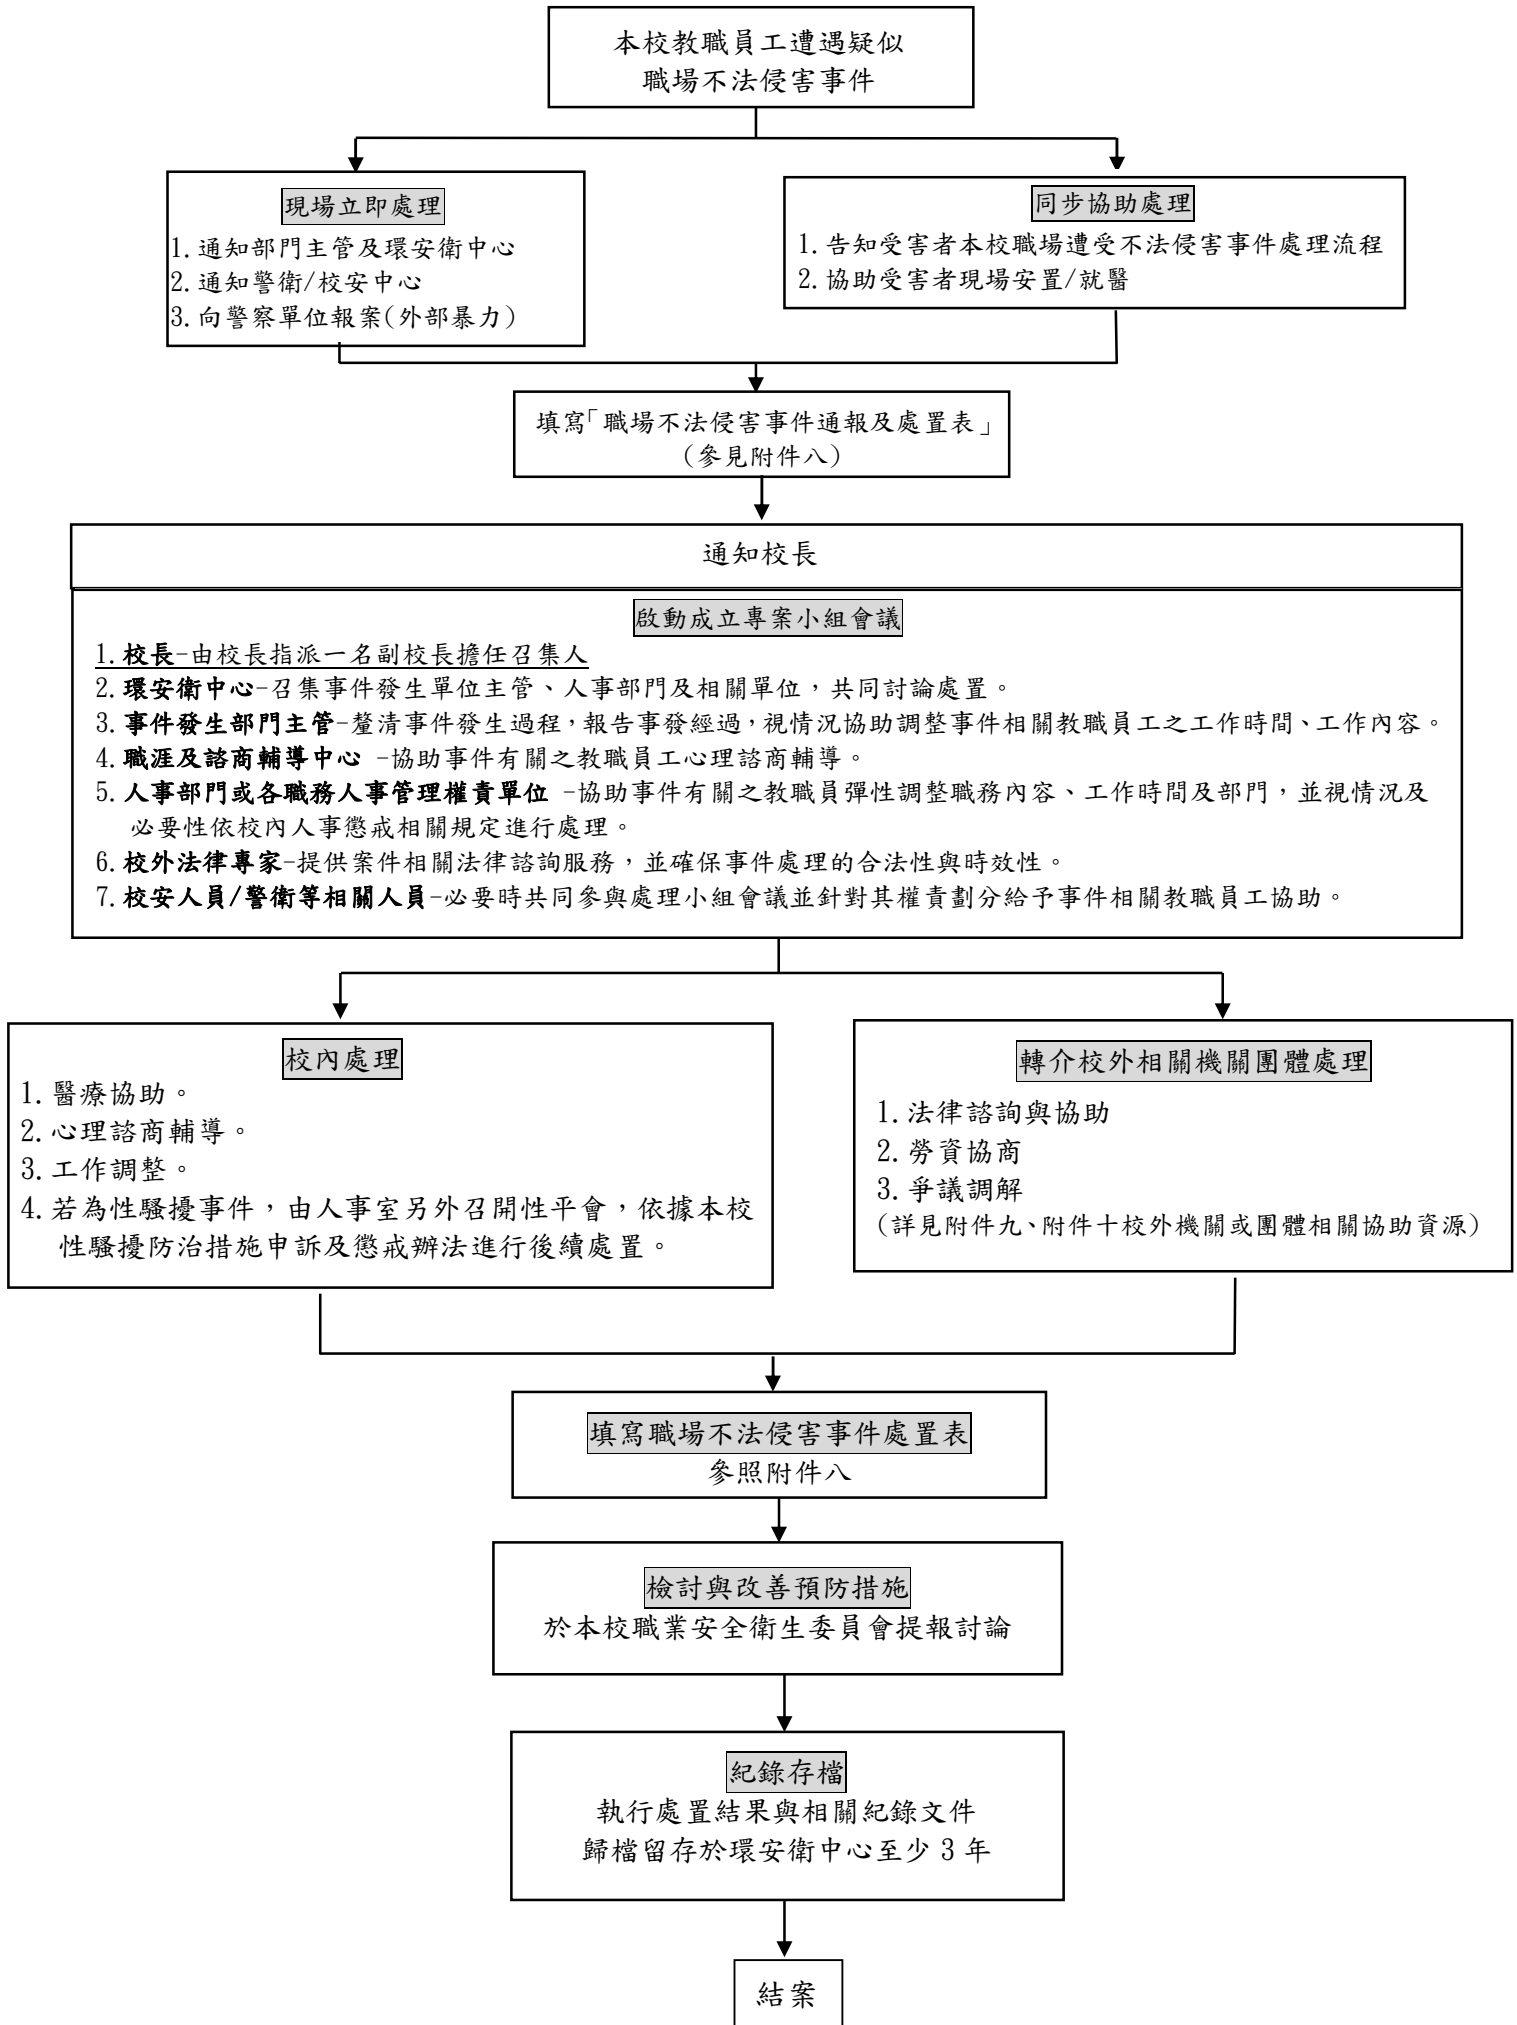 本校教職員工遭遇疑似
職場不法侵害事件
現場立即處理
1.通知部門主管及環安衛中心
2.通知警衛/校安中心
3.向警察單位報案(外部暴力)
同步協助處理
1.告知受害者本校職場遭受不法侵害事件處理流程
2.協助受害者現場安置/就醫
填寫「職場不法侵害事件通報及處置表」
(參見附件八)
通知校長
啟動成立專案小組會議
1.校長-由校長指派一名副校長擔任召集人
2.環安衛中心-召集事件發生單位主管、人事部門及相關單位，共同討論處置。
3.事件發生部門主管-釐清事件發生過程，報告事發經過，視情況協助調整事件相關教職員工之工作時間、工作內容。
4.職涯及諮商輔導中心 -協助事件有關之教職員工心理諮商輔導。
5.人事部門或各職務人事管理權責單位 -協助事件有關之教職員彈性調整職務內容、工作時間及部門，並視情況及
必要性依校內人事懲戒相關規定進行處理。
6.校外法律專家-提供案件相關法律諮詢服務，並確保事件處理的合法性與時效性。
7.校安人員/警衛等相關人員-必要時共同參與處理小組會議並針對其權責劃分給予事件相關教職員工協助。
校內處理
1.醫療協助。
2.心理諮商輔導。
3.工作調整。
4.若為性騷擾事件，由人事室另外召開性平會，依據本校
性騷擾防治措施申訴及懲戒辦法進行後續處置。
轉介校外相關機關團體處理
1.法律諮詢與協助
2.勞資協商
3.爭議調解
(詳見附件九、附件十校外機關或團體相關協助資源)
填寫職場不法侵害事件處置表
參照附件八
檢討與改善預防措施
於本校職業安全衛生委員會提報討論
紀錄存檔
執行處置結果與相關紀錄文件
歸檔留存於環安衛中心至少 3 年
結案